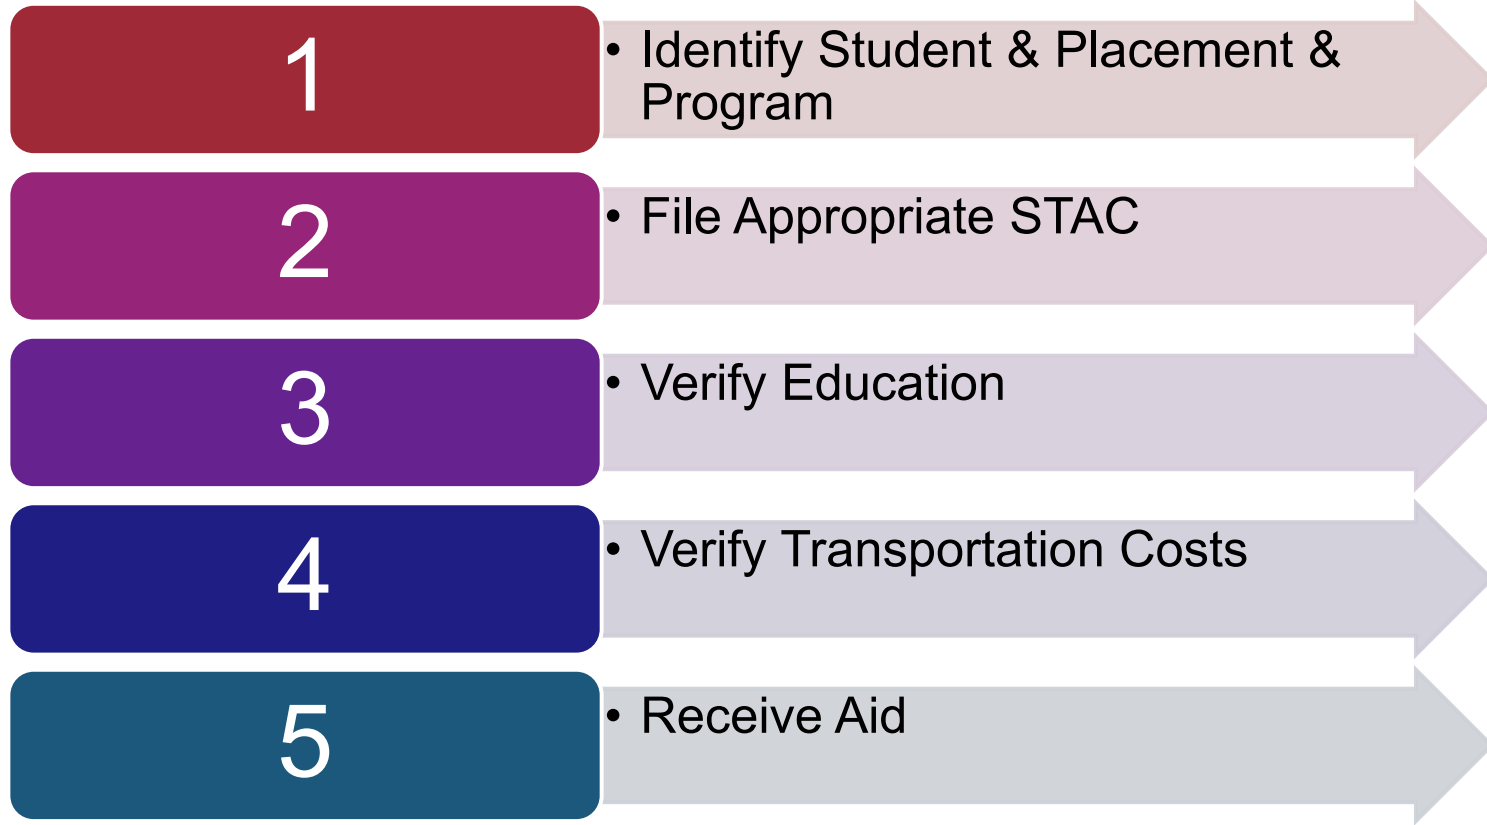 1
• Identify Student & Placement &
Program
2
• File Appropriate STAC
3
• Verify Education
4
• Verify Transportation Costs
5
• Receive Aid